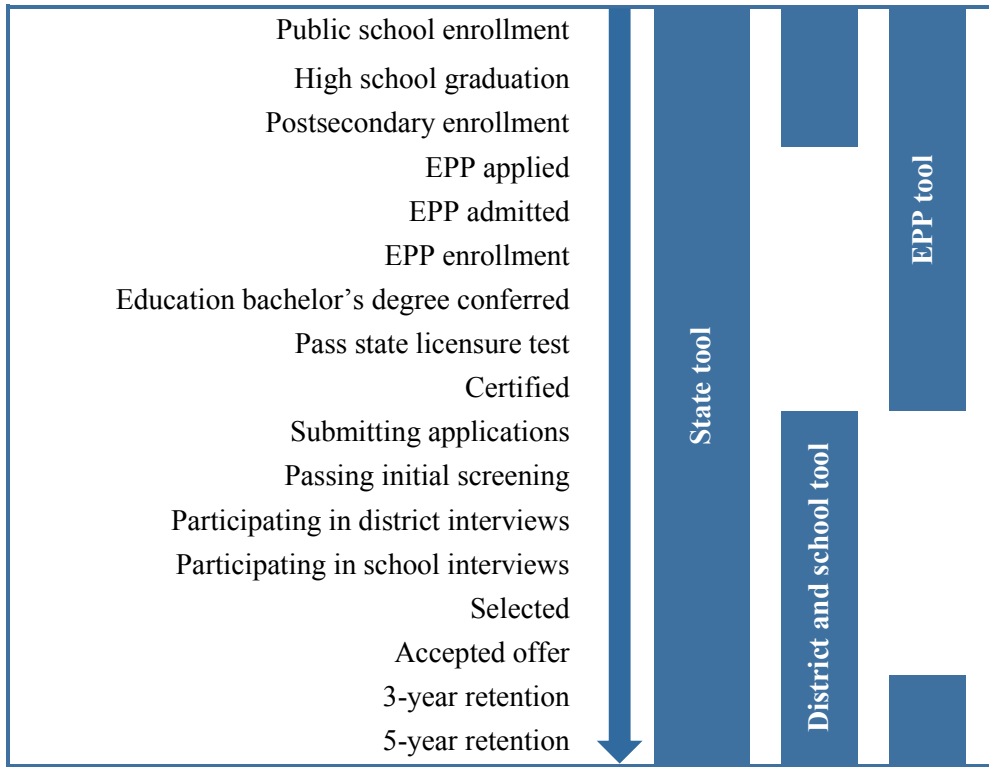 Public school enrollment
High school graduation
Postsecondary enrollment
EPP applied
EPP admitted
EPP enrollment
Education bachelor’s degree conferred
Pass state licensure test
Certified
Submitting applications
Passing initial screening
Participating in district interviews
Participating in school interviews
Selected
Accepted offer
3-year retention
5-year retention
State tool
District and school tool
EPP tool